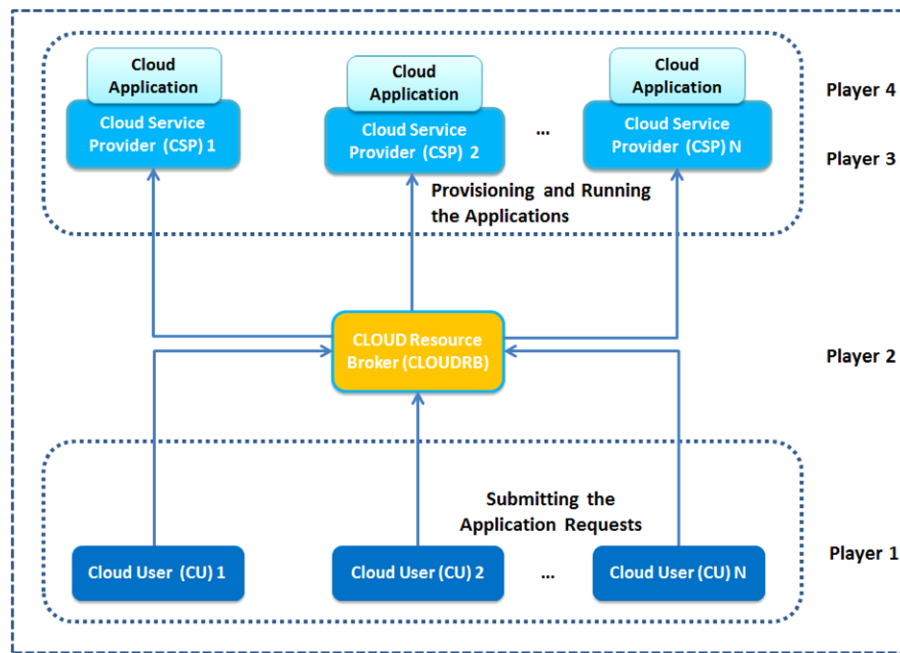 Cloud
Application
Cloud Service
Provider (CSP) 1
Cloud
Application
Cloud Service
Provider (CSP) 2
...
Cloud
Application
Cloud Service
Provider (CSP) N
Player 4
Player 3
Provisioning and Running
the Applications
CLOUD Resource
Broker (CLOUDRB)
Player 2
Submitting the
Application Requests
Player 1
Cloud User (CU) 1
Cloud User (CU) 2
...
Cloud User (CU) N